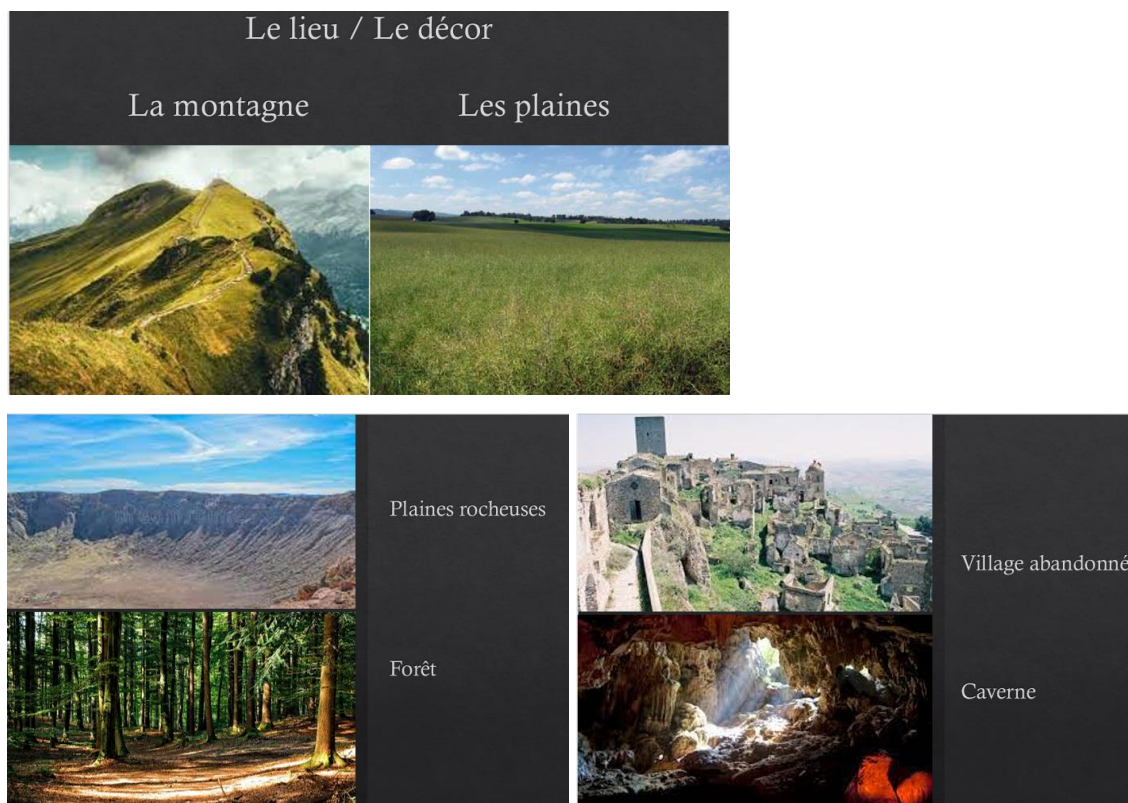 Le lieu / Le décor
La montagne
Les plaines
Plaines rocheuses
Forêt
Village abandonné
Caverne